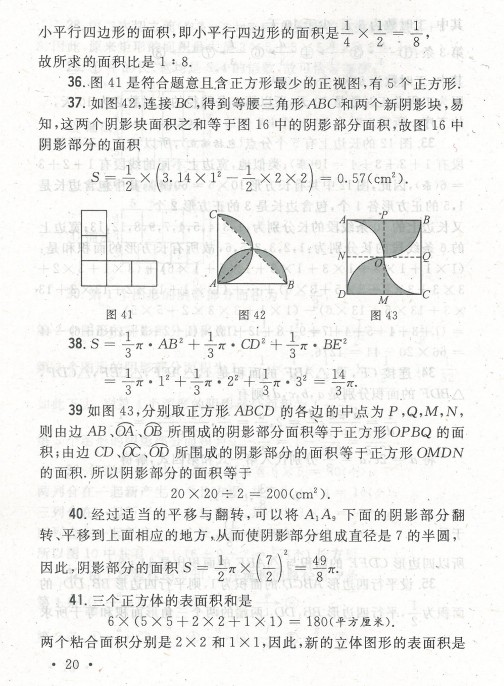 小平行四边形的面积,即小平行四边形的面积是 1/4 × 1/2 = 1/8,
故所求的面积比是 1∶8.
36. 图 41 是符合题意且含正方形最少的正视图,有 5 个正方形.
37. 如图 42,连接 BC,得到等腰三角形 ABC 和两个新阴影块,易
知,这两个阴影块面积之和等于图 16 中的阴影部分面积,故图 16 中
阴影部分的面积
S = 1/2 × (3.14×1² − 1/2 ×2×2) = 0.57(cm²).
C
A
B
A
P
B
N
O
Q
D
M
C
图 41
图 42
图 43
38. S = 1/3 π · AB² + 1/3 π · CD² + 1/3 π · BE²
= 1/3 π · 1² + 1/3 π · 2² + 1/3 π · 3² = 14/3 π.
39 如图 43,分别取正方形 ABCD 的各边的中点为 P,Q,M,N,
则由边 AB、O͡A、O͡B 所围成的阴影部分面积等于正方形 OPBQ 的面
积;由边 CD、O͡C、O͡D 所围成的阴影部分面积等于正方形 OMDN
的面积.所以阴影部分的面积等于
20×20÷2=200(cm²).
40. 经过适当的平移与翻转,可以将 A₁A₉ 下面的阴影部分翻
转、平移到上面相应的地方,从而使阴影部分组成直径是 7 的半圆,
因此,阴影部分的面积 S = 1/2 π × (7/2)² = 49/8 π.
41. 三个正方体的表面积和是
6×(5×5+2×2+1×1)=180(平方厘米).
两个粘合面积分别是 2×2 和 1×1,因此,新的立体图形的表面积是
· 20 ·